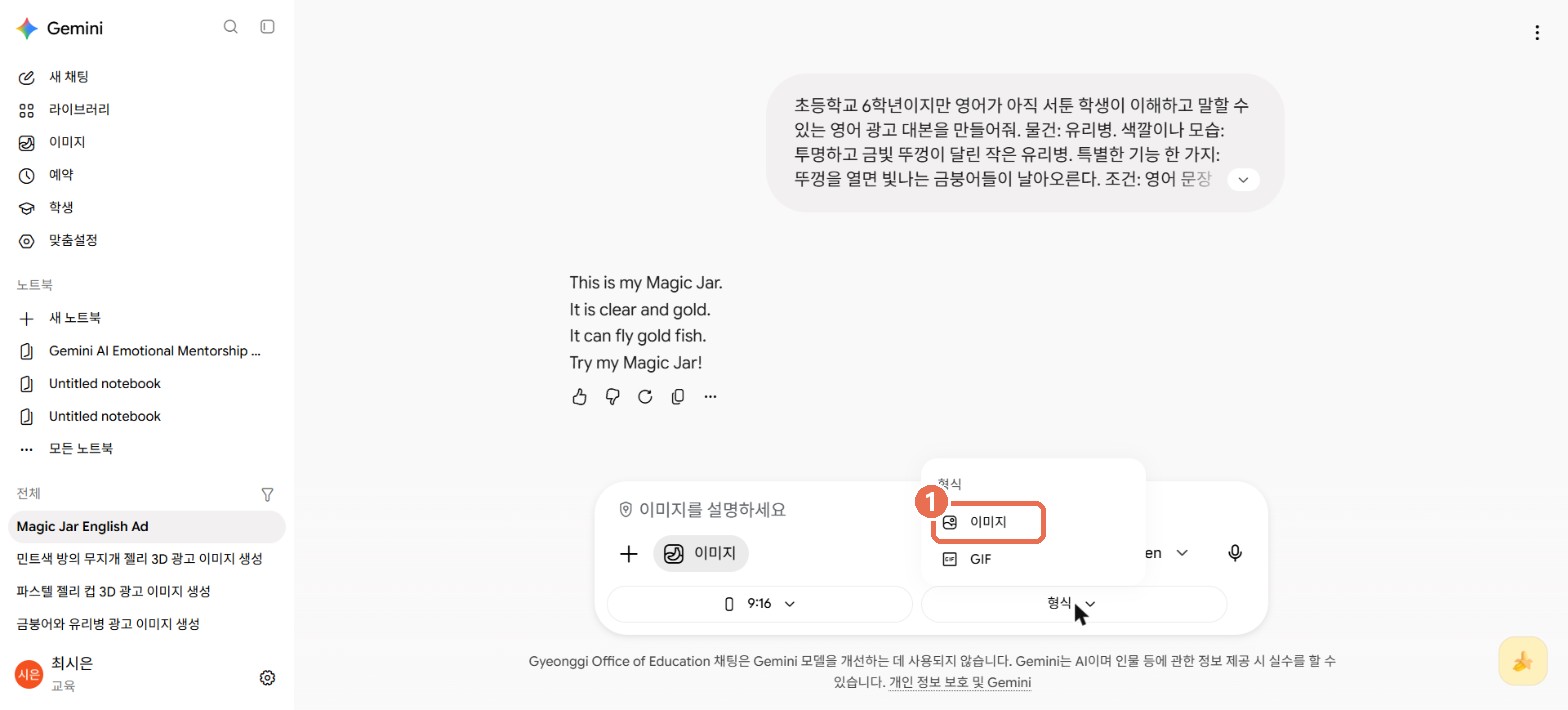 Gemini
새 채팅
라이브러리
이미지
예약
학생
맞춤설정
노트북
새 노트북
Gemini AI Emotional Mentorship ...
Untitled notebook
Untitled notebook
모든 노트북
전체
Magic Jar English Ad
민트색 방의 무지개 젤리 3D 광고 이미지 생성
파스텔 젤리 컵 3D 광고 이미지 생성
금붕어와 유리병 광고 이미지 생성
시은
최시은
교육
초등학교 6학년이지만 영어가 아직 서툰 학생이 이해하고 말할 수
있는 영어 광고 대본을 만들어줘. 물건: 유리병. 색깔이나 모습:
투명하고 금빛 뚜껑이 달린 작은 유리병. 특별한 기능 한 가지:
뚜껑을 열면 빛나는 금붕어들이 날아오른다. 조건: 영어 문장
This is my Magic Jar.
It is clear and gold.
It can fly gold fish.
Try my Magic Jar!
형식
1
이미지
GIF
이미지를 설명하세요
이미지
en
9:16
형식
Gyeonggi Office of Education 채팅은 Gemini 모델을 개선하는 데 사용되지 않습니다. Gemini는 AI이며 인물 등에 관한 정보 제공 시 실수를 할 수
있습니다. 개인 정보 보호 및 Gemini